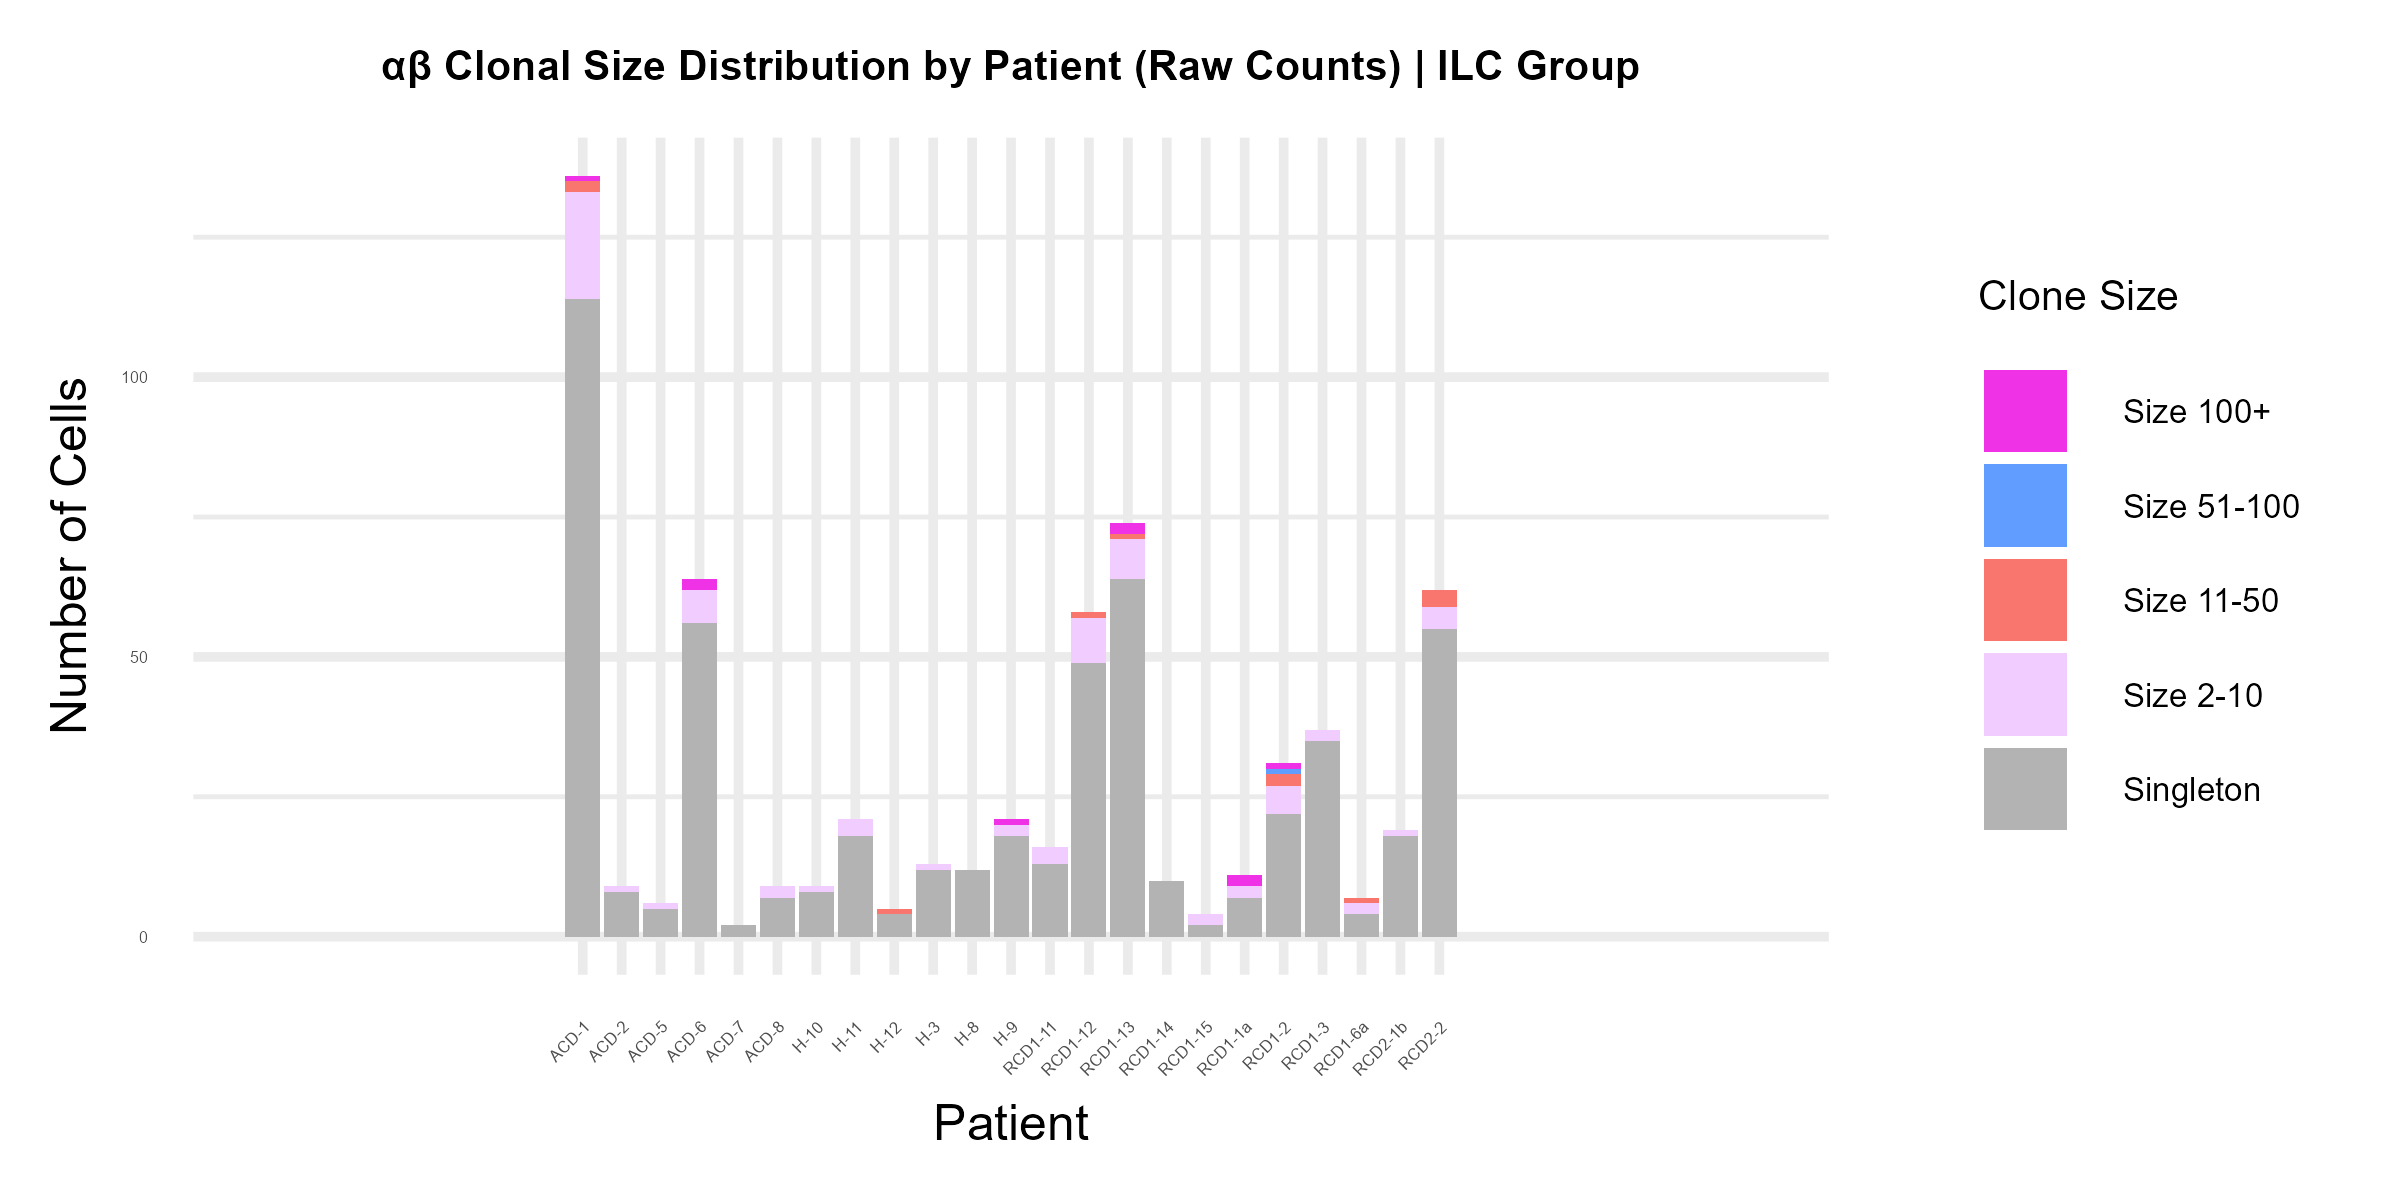 αβ Clonal Size Distribution by Patient (Raw Counts) | ILC Group
Number of Cells
100
50
0
ACD-1
ACD-2
ACD-5
ACD-6
ACD-7
ACD-8
H-10
H-11
H-12
H-3
H-8
H-9
RCD1-11
RCD1-12
RCD1-13
RCD1-14
RCD1-15
RCD1-1a
RCD1-2
RCD1-3
RCD1-6a
RCD2-1b
RCD2-2
Patient
Clone Size
Size 100+
Size 51-100
Size 11-50
Size 2-10
Singleton